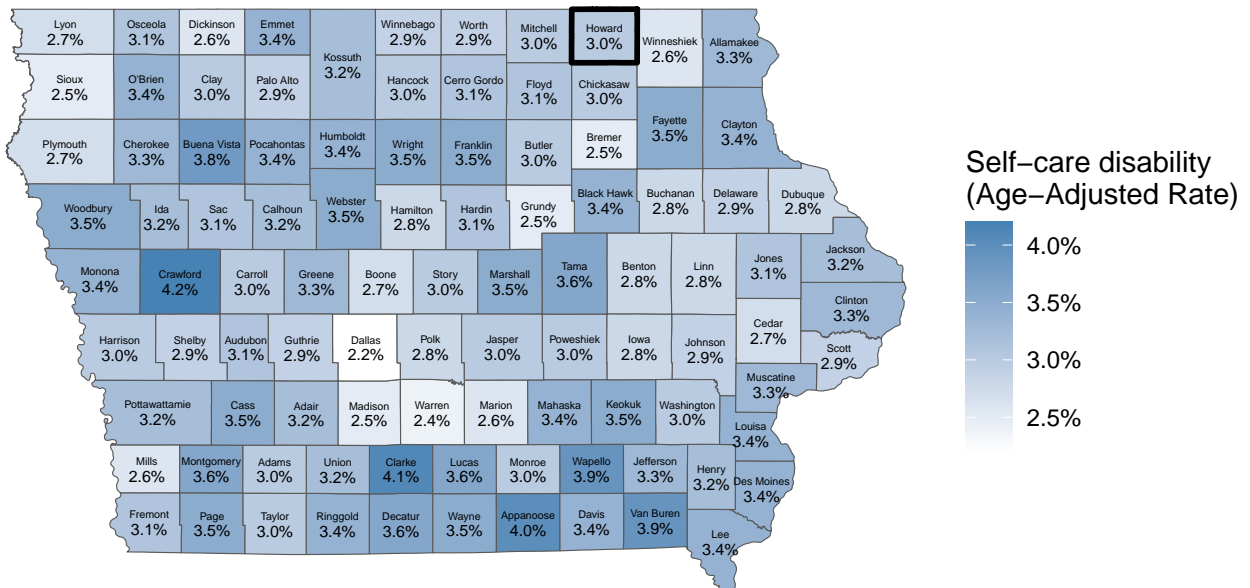 Lyon
2.7%
Osceola
3.1%
Dickinson
2.6%
Emmet
3.4%
Kossuth
3.2%
Winnebago
2.9%
Worth
2.9%
Mitchell
3.0%
Howard
3.0%
Winneshiek
2.6%
Allamakee
3.3%
Sioux
2.5%
O'Brien
3.4%
Clay
3.0%
Palo Alto
2.9%
Hancock
3.0%
Cerro Gordo
3.1%
Floyd
3.1%
Chickasaw
3.0%
Fayette
3.5%
Clayton
3.4%
Plymouth
2.7%
Cherokee
3.3%
Buena Vista
3.8%
Pocahontas
3.4%
Humboldt
3.4%
Wright
3.5%
Franklin
3.5%
Butler
3.0%
Bremer
2.5%
Woodbury
3.5%
Ida
3.2%
Sac
3.1%
Calhoun
3.2%
Webster
3.5%
Hamilton
2.8%
Hardin
3.1%
Grundy
2.5%
Black Hawk
3.4%
Buchanan
2.8%
Delaware
2.9%
Dubuque
2.8%
Monona
3.4%
Crawford
4.2%
Carroll
3.0%
Greene
3.3%
Boone
2.7%
Story
3.0%
Marshall
3.5%
Tama
3.6%
Benton
2.8%
Linn
2.8%
Jones
3.1%
Jackson
3.2%
Clinton
3.3%
Harrison
3.0%
Shelby
2.9%
Audubon
3.1%
Guthrie
2.9%
Dallas
2.2%
Polk
2.8%
Jasper
3.0%
Poweshiek
3.0%
Iowa
2.8%
Johnson
2.9%
Cedar
2.7%
Scott
2.9%
Muscatine
3.3%
Pottawattamie
3.2%
Cass
3.5%
Adair
3.2%
Madison
2.5%
Warren
2.4%
Marion
2.6%
Mahaska
3.4%
Keokuk
3.5%
Washington
3.0%
Louisa
3.4%
Mills
2.6%
Montgomery
3.6%
Adams
3.0%
Union
3.2%
Clarke
4.1%
Lucas
3.6%
Monroe
3.0%
Wapello
3.9%
Jefferson
3.3%
Henry
3.2%
Des Moines
3.4%
Fremont
3.1%
Page
3.5%
Taylor
3.0%
Ringgold
3.4%
Decatur
3.6%
Wayne
3.5%
Appanoose
4.0%
Davis
3.4%
Van Buren
3.9%
Lee
3.4%
Self−care disability
(Age−Adjusted Rate)
4.0%
3.5%
3.0%
2.5%